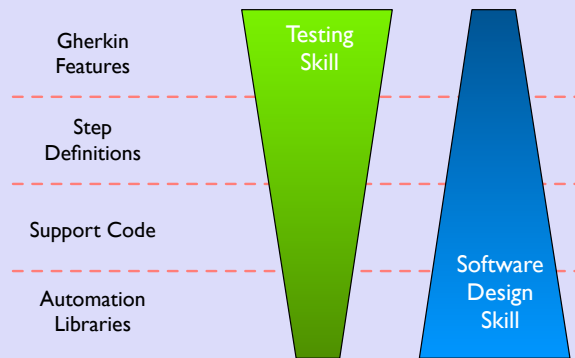 Gherkin
Features
Testing
Skill
Step
Definitions
Support Code
Automation
Libraries
Software
Design
Skill